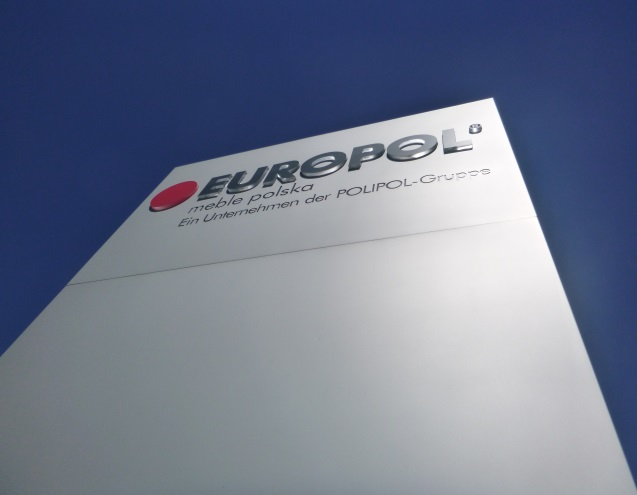 EUROPOL®
meble polska
Ein Unternehmen der POLIPOL-Gruppe